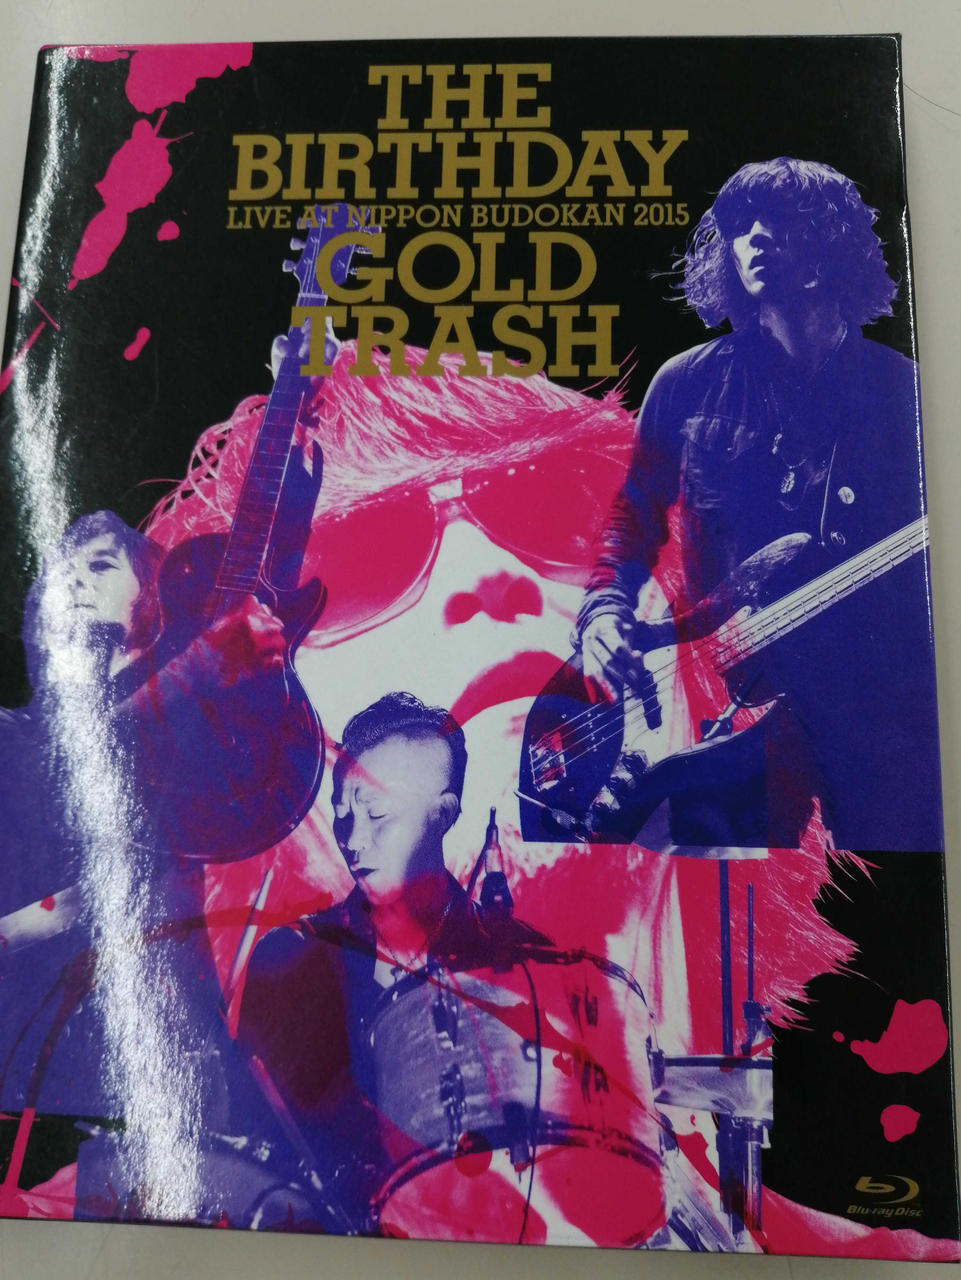 THE
BIRTHDAY
LIVE AT NIPPON BUDOKAN 2015
GOLD
TRASH
Blu-ray Disc